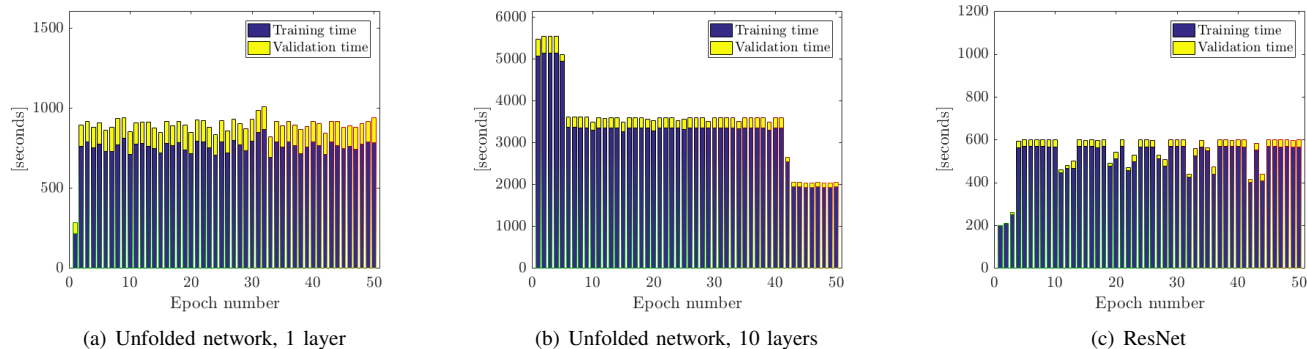 1500
1000
500
0
[seconds]
Training time
Validation time
0 10 20 30 40 50
Epoch number
(a) Unfolded network, 1 layer
6000
5000
4000
3000
2000
1000
0
[seconds]
Training time
Validation time
0 10 20 30 40 50
Epoch number
(b) Unfolded network, 10 layers
1200
1000
800
600
400
200
0
[seconds]
Training time
Validation time
0 10 20 30 40 50
Epoch number
(c) ResNet